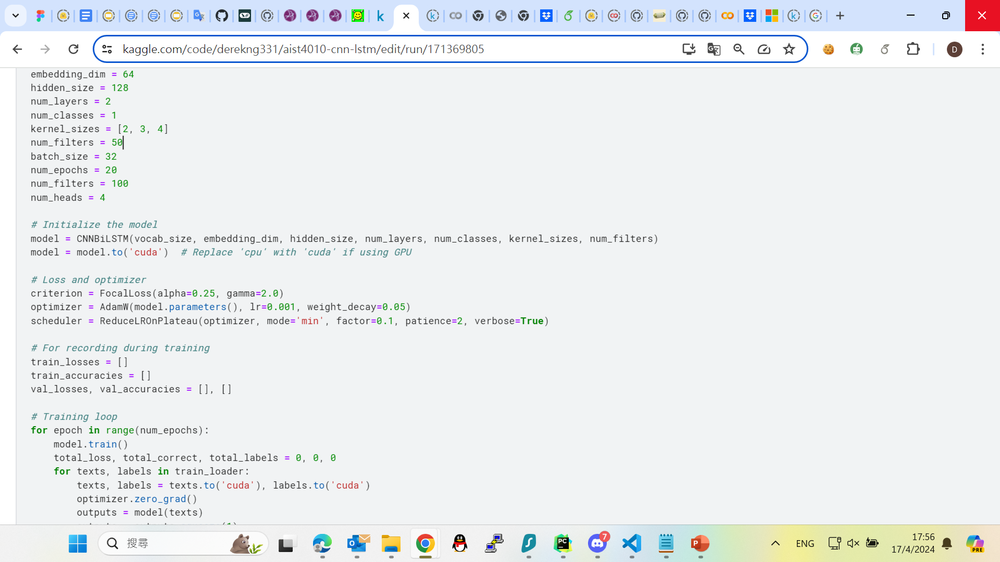 kaggle.com/code/derekng331/aist4010-cnn-lstm/edit/run/171369805
D
embedding_dim = 64
hidden_size = 128
num_layers = 2
num_classes = 1
kernel_sizes = [2, 3, 4]
num_filters = 50
batch_size = 32
num_epochs = 20
num_filters = 100
num_heads = 4
# Initialize the model
model = CNNBiLSTM(vocab_size, embedding_dim, hidden_size, num_layers, num_classes, kernel_sizes, num_filters)
model = model.to('cuda')  # Replace 'cpu' with 'cuda' if using GPU
# Loss and optimizer
criterion = FocalLoss(alpha=0.25, gamma=2.0)
optimizer = AdamW(model.parameters(), lr=0.001, weight_decay=0.05)
scheduler = ReduceLROnPlateau(optimizer, mode='min', factor=0.1, patience=2, verbose=True)
# For recording during training
train_losses = []
train_accuracies = []
val_losses, val_accuracies = [], []
# Training loop
for epoch in range(num_epochs):
    model.train()
    total_loss, total_correct, total_labels = 0, 0, 0
    for texts, labels in train_loader:
        texts, labels = texts.to('cuda'), labels.to('cuda')
        optimizer.zero_grad()
        outputs = model(texts)
搜尋
7
ENG
17:56
17/4/2024
PRE